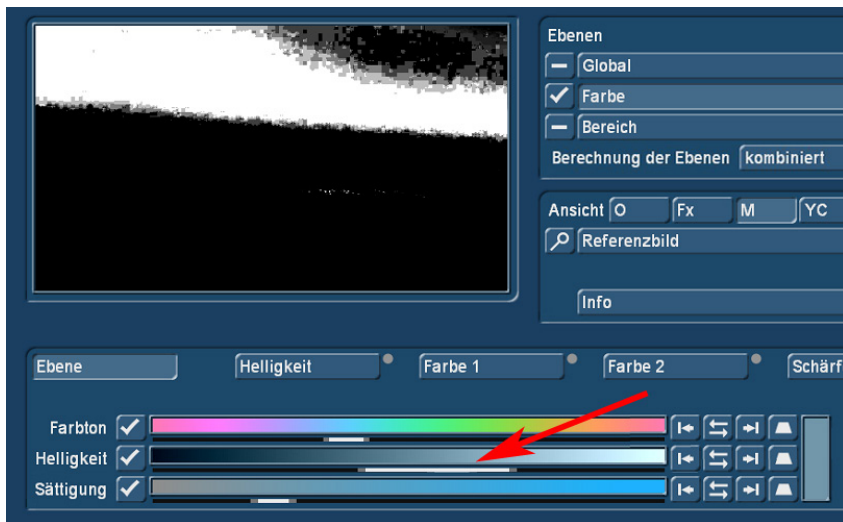 Ebenen
Global
Farbe
Bereich
Berechnung der Ebenen kombiniert
Ansicht O Fx M YC
Referenzbild
Info
Ebene Helligkeit Farbe 1 Farbe 2 Schärf
Farbton
Helligkeit
Sättigung